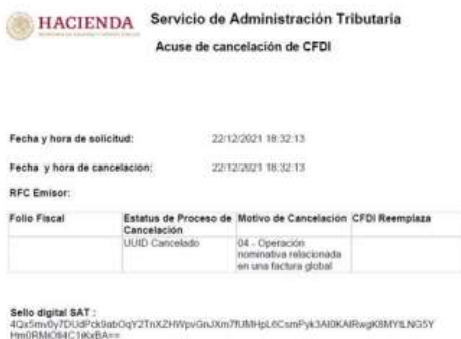 HACIENDA
Servicio de Administración Tributaria
Acuse de cancelación de CFDI
Fecha y hora de solicitud: 22/12/2021 18:32:13
Fecha y hora de cancelación: 22/12/2021 18:32:13
RFC Emisor:
Folio Fiscal Estatus de Proceso de Cancelación Motivo de Cancelación CFDI Reemplaza
UUID Cancelado 04 - Operación nominativa relacionada en una factura global
Sello digital SAT :